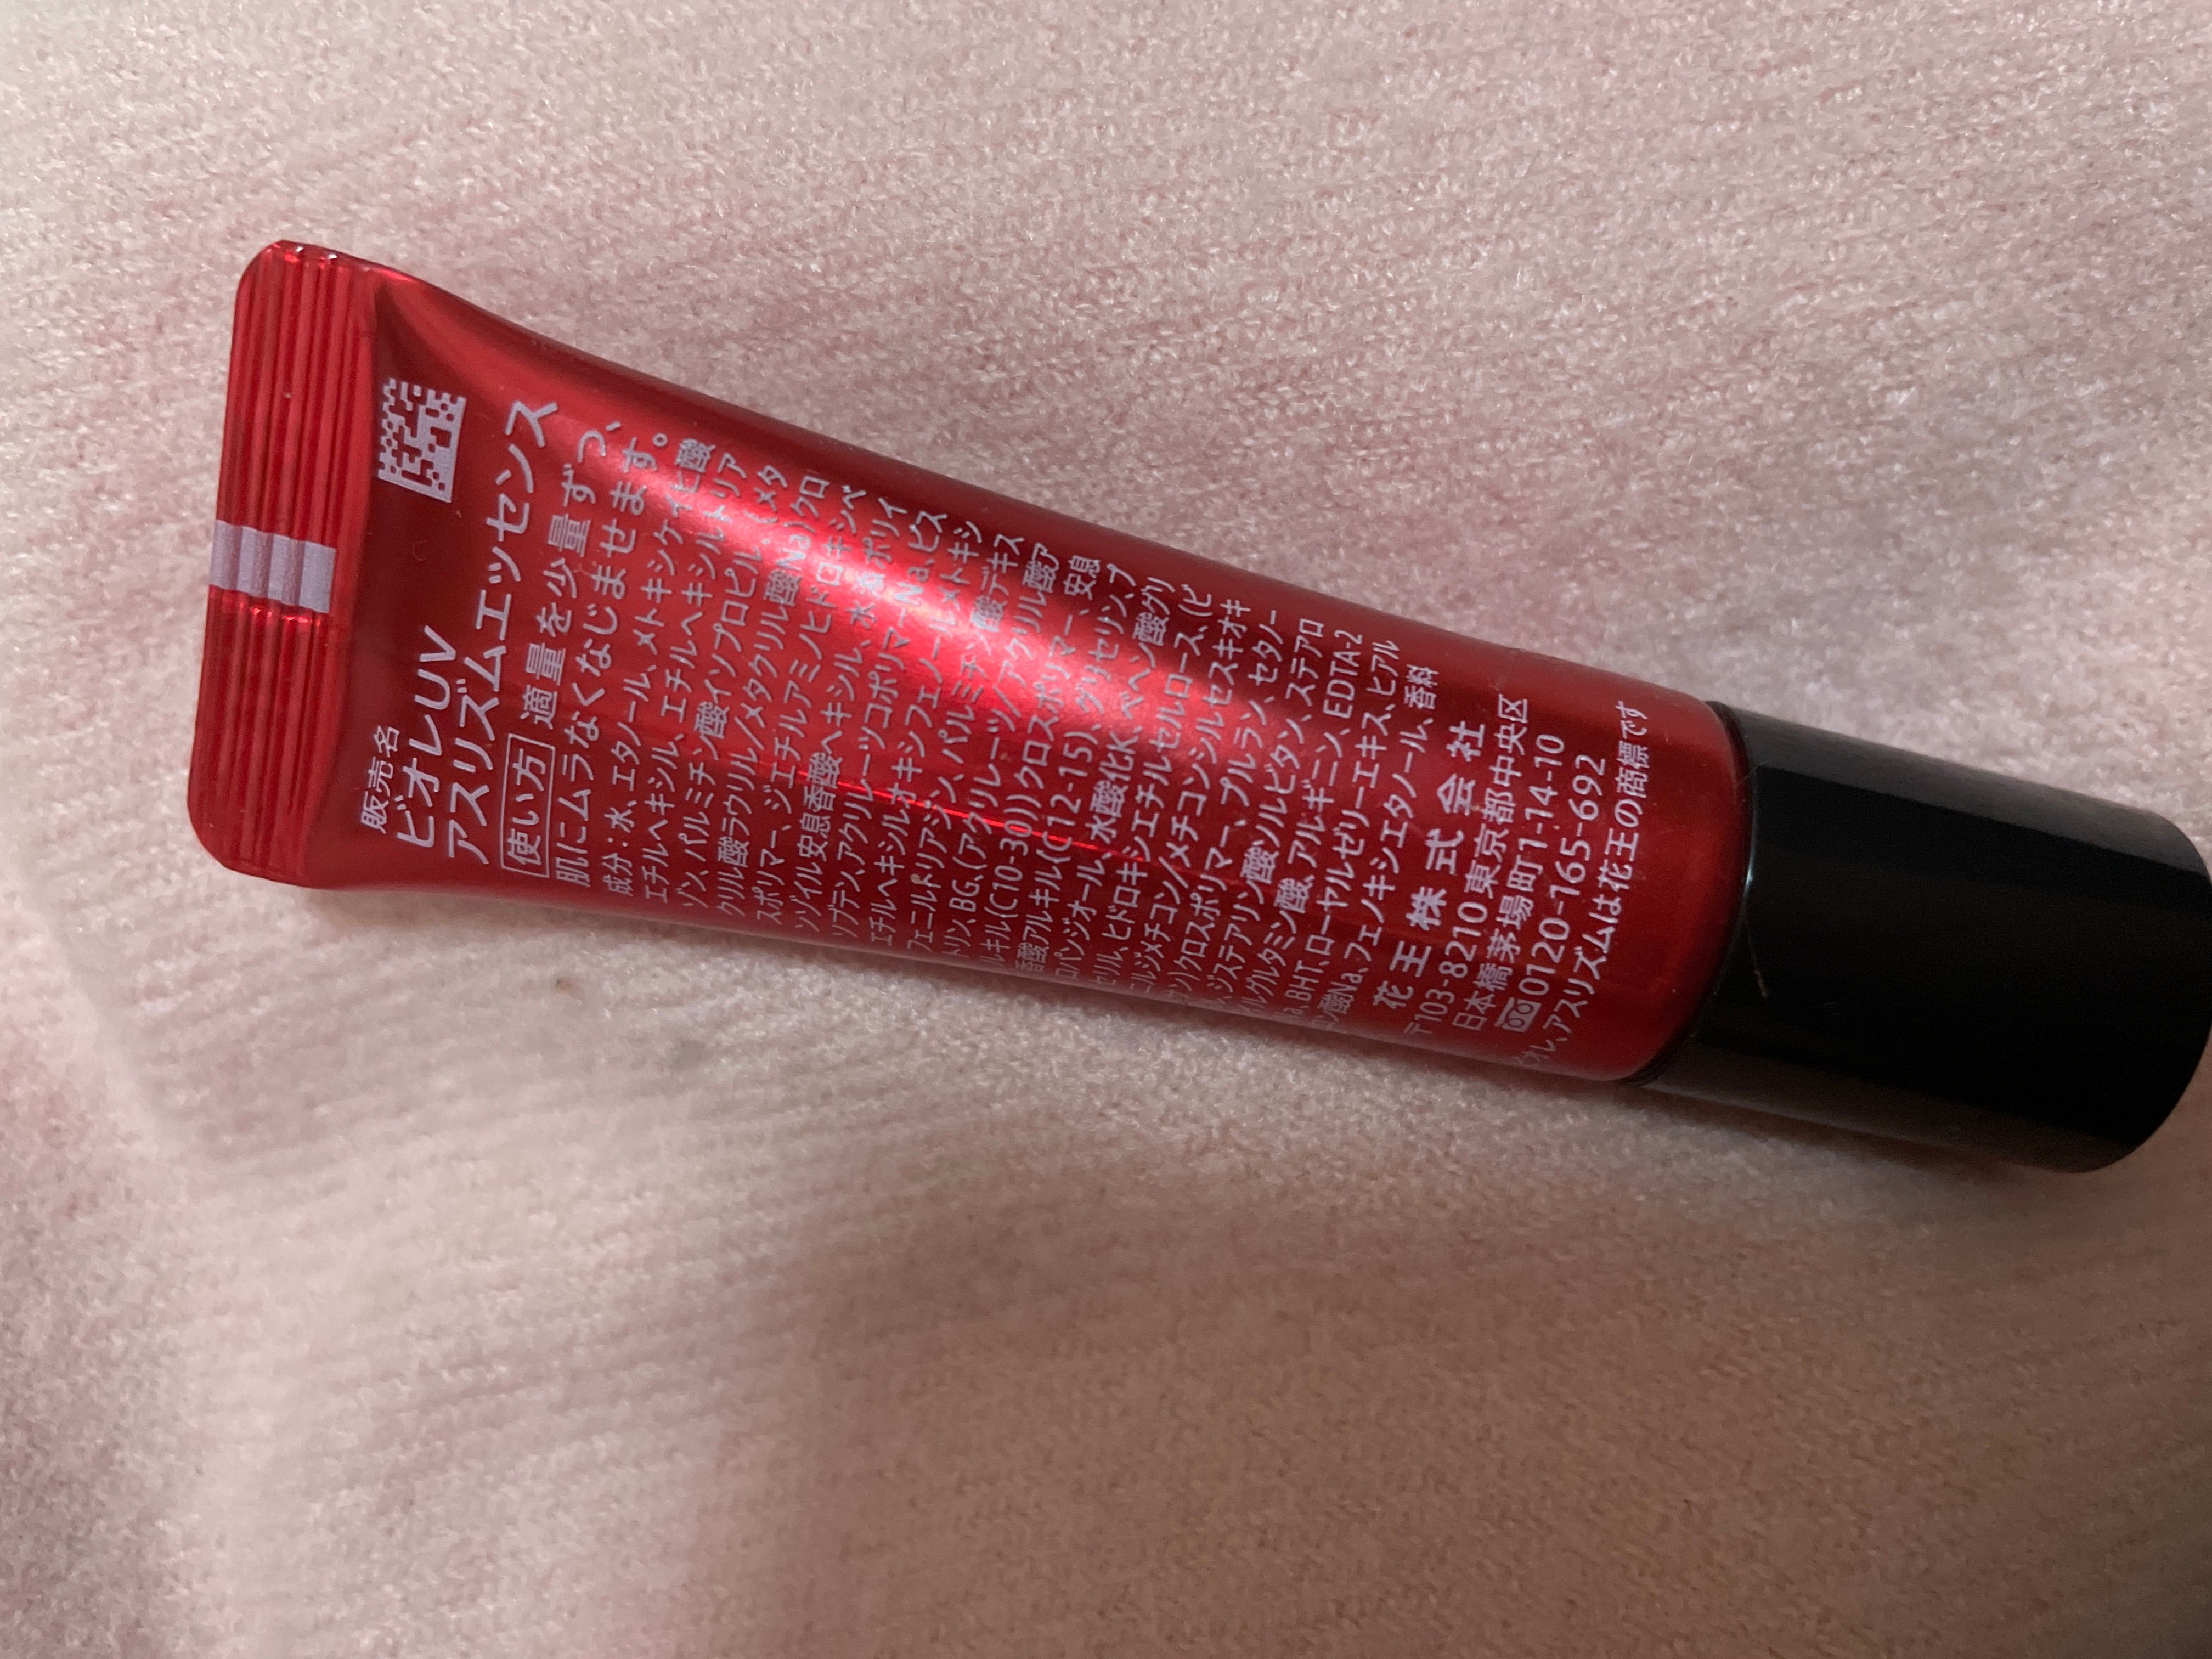 販売名
ビオレUV
アスリズムエッセンス
使い方 適量を少量ずつ、
肌にムラなくなじませます。
成分：水、エタノール、メトキシケイヒ酸
エチルヘキシル、エチルヘキシルトリア
ゾン、パルミチン酸イソプロピル、(メタ
クリル酸ラウリル/メタクリル酸Na)クロ
スポリマー、ジエチルアミノヒドロキシベ
ンゾイル安息香酸ヘキシル、水添ポリイ
ソブテン、アクリレーツコポリマーNa、ビス
エチルヘキシルオキシフェノールメトキシ
フェニルトリアジン、パルミチン酸デキス
トリン、BG、(アクリレーツ/アクリル酸ア
ルキル(C10-30))クロスポリマー、安息
香酸アルキル(C12-15)、グリセリン、プ
ロパンジオール、水酸化K、ベヘン酸グリ
セリル、ヒドロキシエチルセルロース、(ビ
ニルジメチコン/メチコンシルセスキオキ
サン)クロスポリマー、プルラン、セタノー
ル、ジステアリン酸ソルビタン、ステアロ
イルグルタミン酸、アルギニン、EDTA-2
Na、BHT、ローヤルゼリーエキス、ヒアル
ロン酸Na、フェノキシエタノール、香料
花王株式会社
〒103-8210 東京都中央区
日本橋茅場町1-14-10
0120-165-692
ビオレ、アスリズムは花王の商標です